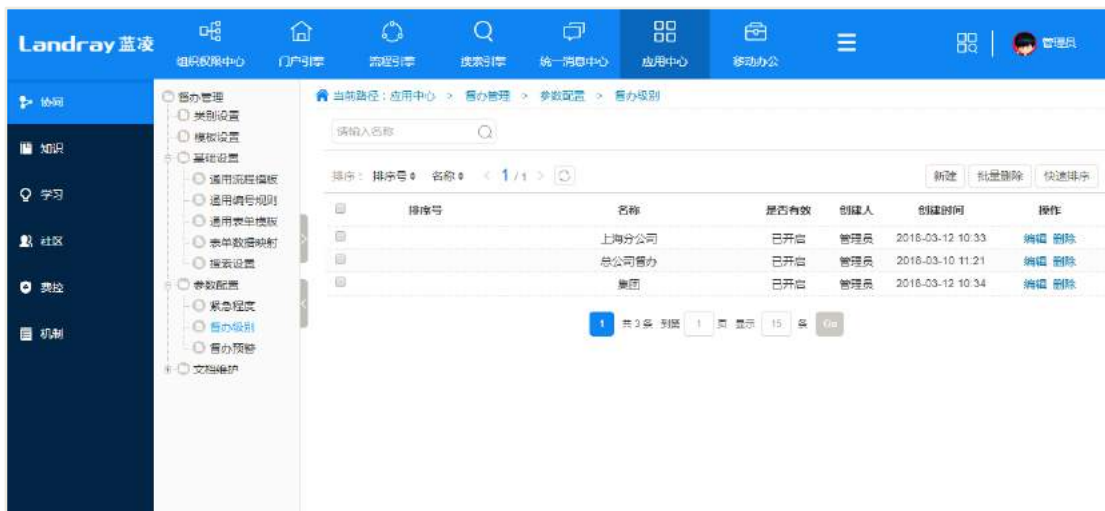 Landray 蓝凌
组织权限中心 门户引擎 流程引擎 搜索引擎 统一消息中心 应用中心 移动办公 管理员
协同
知识
学习
社区
费控
机制
督办管理
类别设置
模板设置
基础设置
通用流程模板
通用编号规则
通用表单模板
表单数据映射
搜索设置
参数配置
紧急程度
督办级别
督办预警
文档维护
当前路径：应用中心 > 督办管理 > 参数配置 > 督办级别
请输入名称
排序： 排序号 名称 < 1 / 1 > 新建 批量删除 快速排序
排序号 名称 是否有效 创建人 创建时间 操作
上海分公司 已开启 管理员 2018-03-12 10:33 编辑 删除
总公司督办 已开启 管理员 2018-03-10 11:21 编辑 删除
集团 已开启 管理员 2018-03-12 10:34 编辑 删除
1 共 3 条 到第 1 页 显示 15 条 Go